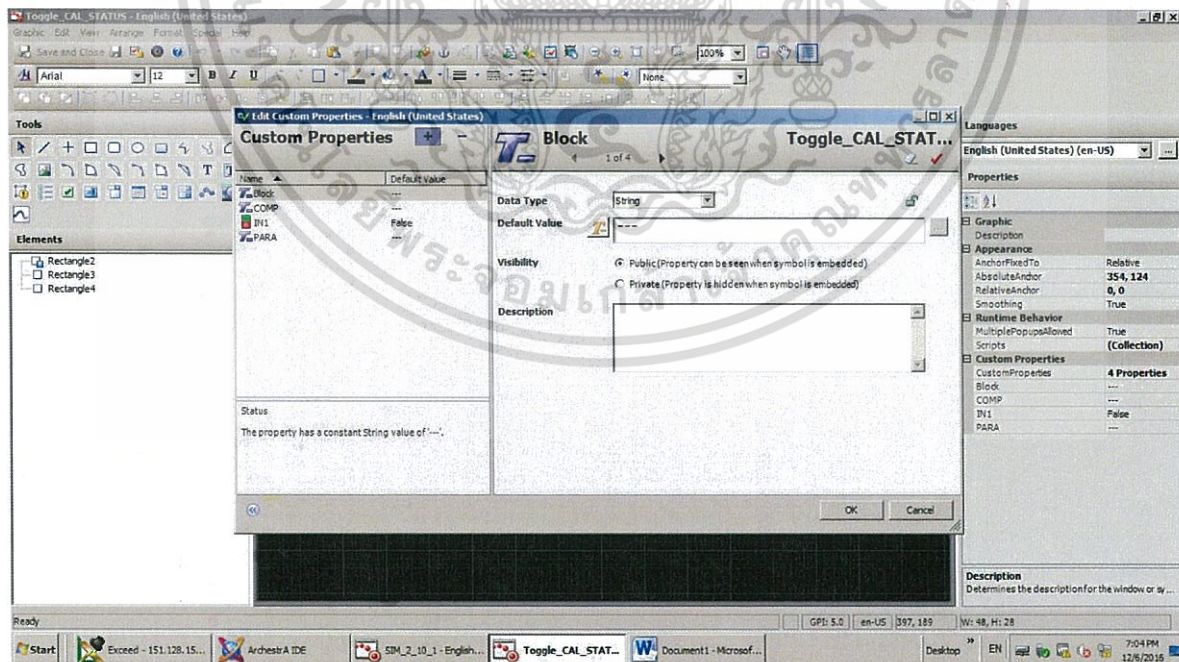 Toggle_CAL_STATUS - English (United States)
Graphic Edit View Arrange Format Special Help
Save and Close
100%
Arial 12 B I U
None
Tools
Elements
Rectangle2
Rectangle3
Rectangle4
Edit Custom Properties - English (United States)
Custom Properties
Name Default Value
Block ---
COMP ---
IN1 False
PARA ---
Status
The property has a constant String value of '---'.
Block Toggle_CAL_STAT...
1 of 4
Data Type String
Default Value ---
Visibility Public (Property can be seen when symbol is embedded)
Private (Property is hidden when symbol is embedded)
Description
OK Cancel
Languages
English (United States) (en-US)
Properties
Graphic
Description
Appearance
AnchorFixedTo Relative
AbsoluteAnchor 354, 124
RelativeAnchor 0, 0
Smoothing True
Runtime Behavior
MultiplePopupsAllowed True
Scripts (Collection)
Custom Properties
CustomProperties 4 Properties
Block ---
COMP ---
IN1 False
PARA ---
Description
Determines the description for the window or sy...
Ready GPI: 5.0 en-US 397, 189 W: 48, H: 28
Start Exceed - 151.128.15... ArchestrA IDE SIM_2_10_1 - English... Toggle_CAL_STAT... Document1 - Microsof... Desktop EN 7:04 PM
12/6/2016